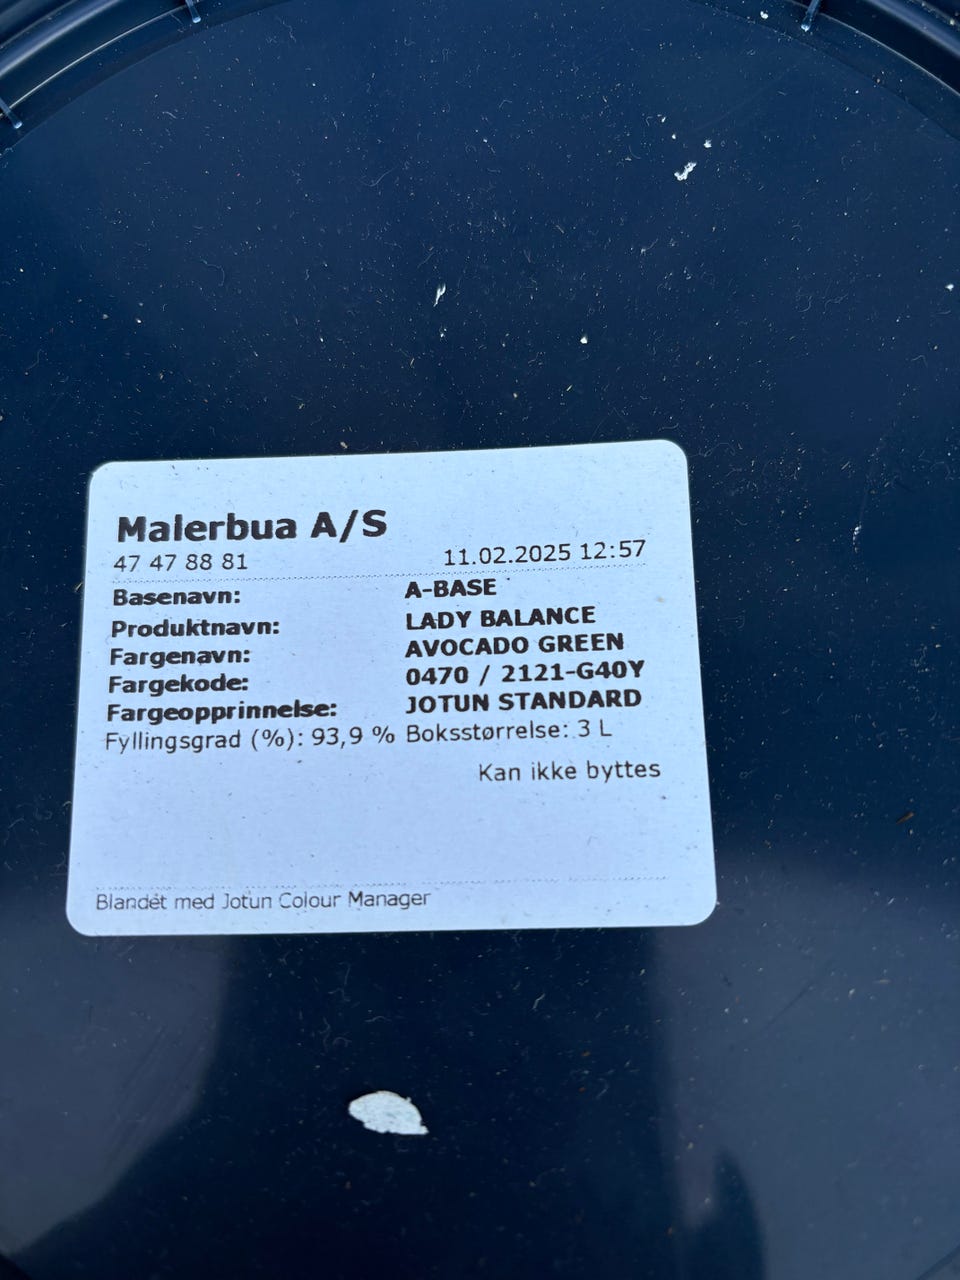 Malerbua A/S
47 47 88 81 11.02.2025 12:57
Basenavn: A-BASE
Produktnavn: LADY BALANCE
Fargenavn: AVOCADO GREEN
Fargekode: 0470 / 2121-G40Y
Fargeopprinnelse: JOTUN STANDARD
Fyllingsgrad (%): 93,9 % Boksstørrelse: 3 L
Kan ikke byttes
Blandet med Jotun Colour Manager